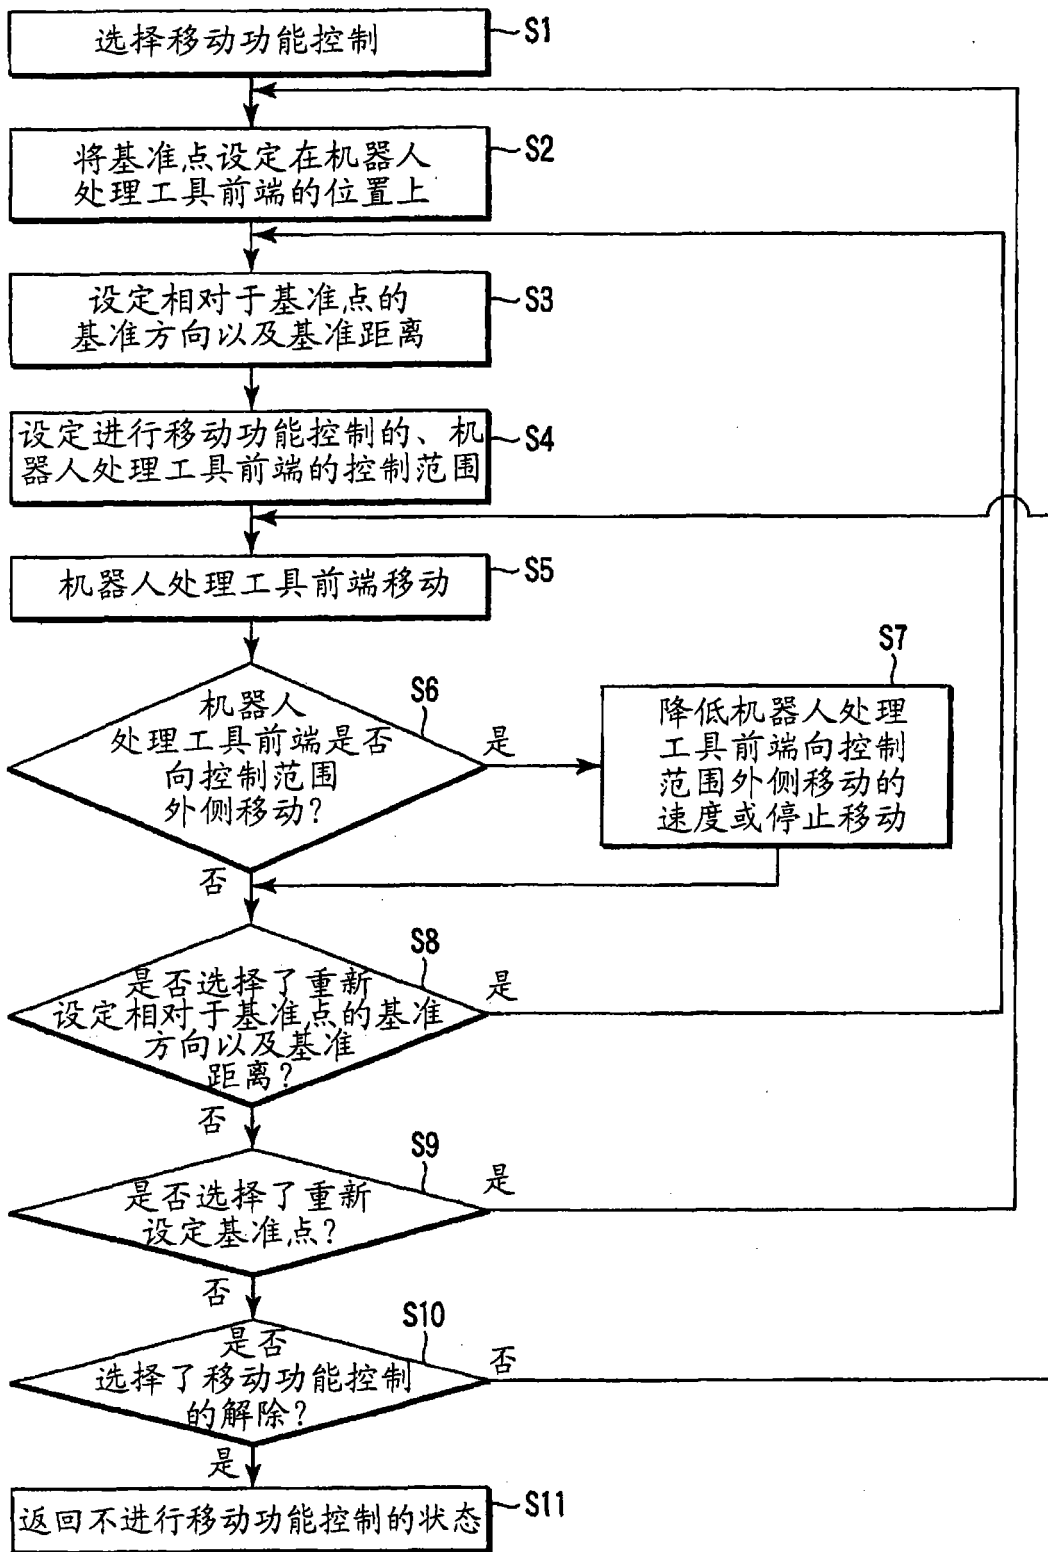 选择移动功能控制
S1
将基准点设定在机器人
处理工具前端的位置上
S2
设定相对于基准点的
基准方向以及基准距离
S3
设定进行移动功能控制的、机
器人处理工具前端的控制范围
S4
机器人处理工具前端移动
S5
机器人
处理工具前端是否
向控制范围
外侧移动？
S6
是
否
降低机器人处理
工具前端向控制
范围外侧移动的
速度或停止移动
S7
是否选择了重新
设定相对于基准点的基准
方向以及基准
距离？
S8
是
否
是否选择了重新
设定基准点？
S9
是
否
是否
选择了移动功能控制
的解除？
S10
否
是
返回不进行移动功能控制的状态
S11